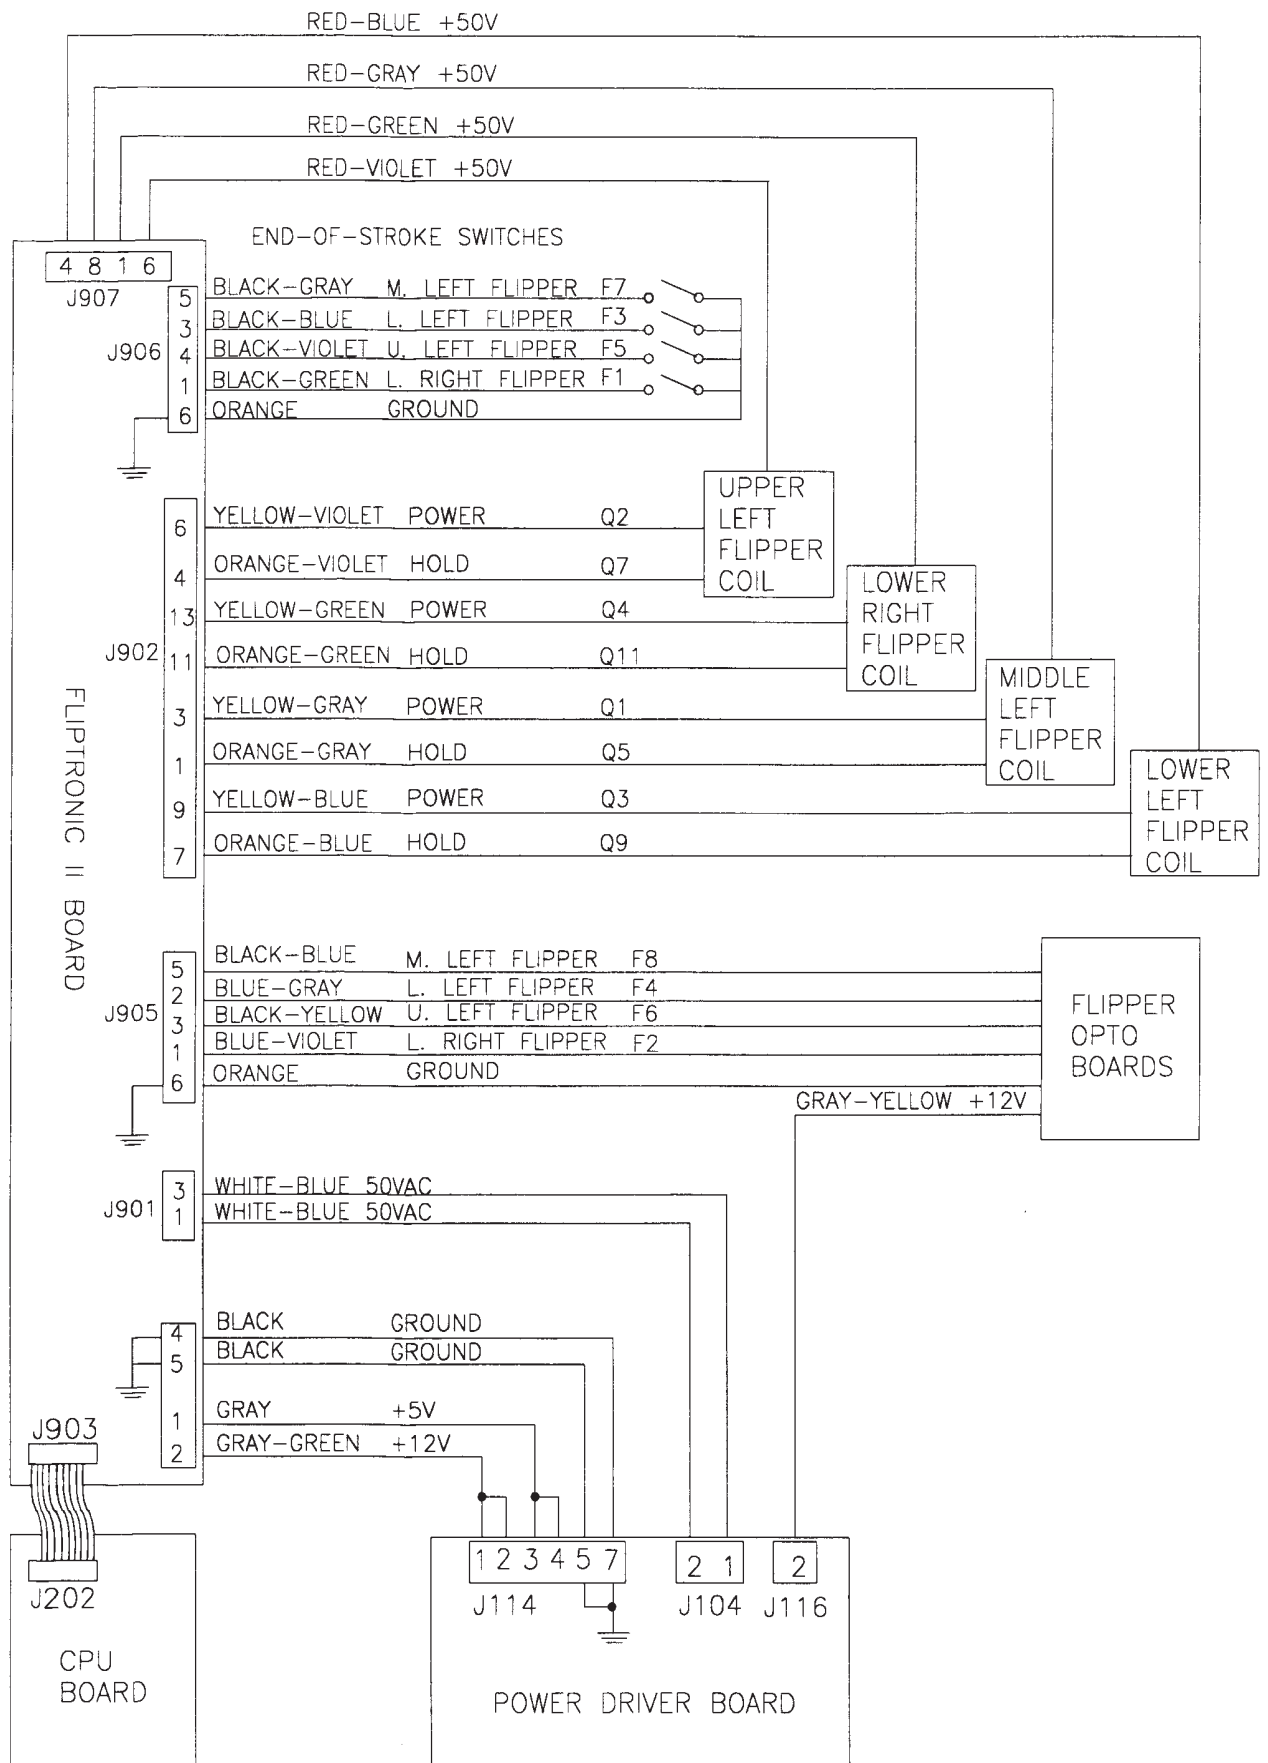 RED-BLUE +50V
RED-GRAY +50V
RED-GREEN +50V
RED-VIOLET +50V
END-OF-STROKE SWITCHES
4 8 1 6
J907
5 BLACK-GRAY M. LEFT FLIPPER F7
3 BLACK-BLUE L. LEFT FLIPPER F3
J906
4 BLACK-VIOLET U. LEFT FLIPPER F5
1 BLACK-GREEN L. RIGHT FLIPPER F1
6 ORANGE GROUND
UPPER
LEFT
FLIPPER
COIL
6 YELLOW-VIOLET POWER Q2
4 ORANGE-VIOLET HOLD Q7
LOWER
RIGHT
FLIPPER
COIL
13 YELLOW-GREEN POWER Q4
J902
11 ORANGE-GREEN HOLD Q11
MIDDLE
LEFT
FLIPPER
COIL
3 YELLOW-GRAY POWER Q1
1 ORANGE-GRAY HOLD Q5
LOWER
LEFT
FLIPPER
COIL
9 YELLOW-BLUE POWER Q3
7 ORANGE-BLUE HOLD Q9
FLIPTRONIC II BOARD
5 BLACK-BLUE M. LEFT FLIPPER F8
2 BLUE-GRAY L. LEFT FLIPPER F4
J905
3 BLACK-YELLOW U. LEFT FLIPPER F6
1 BLUE-VIOLET L. RIGHT FLIPPER F2
6 ORANGE GROUND
FLIPPER
OPTO
BOARDS
GRAY-YELLOW +12V
3 WHITE-BLUE 50VAC
J901
1 WHITE-BLUE 50VAC
4 BLACK GROUND
5 BLACK GROUND
1 GRAY +5V
2 GRAY-GREEN +12V
J903
J202
CPU
BOARD
1 2 3 4 5 7
J114
2 1
J104
2
J116
POWER DRIVER BOARD